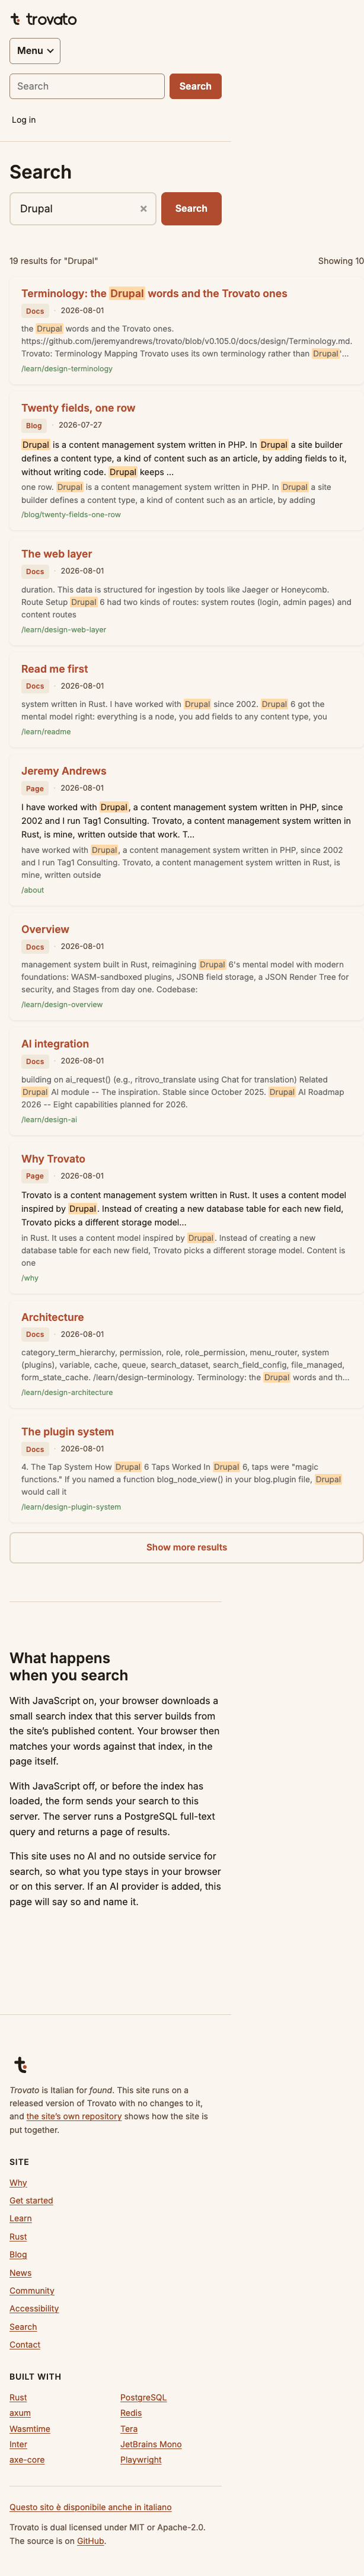 trovato
Menu
Search
Search
Log in
Search
Drupal
Search
19 results for "Drupal"
Showing 10
Terminology: the Drupal words and the Trovato ones
Docs · 2026-08-01
the Drupal words and the Trovato ones.
https://github.com/jeremyandrews/trovato/blob/v0.105.0/docs/design/Terminology.md.
Trovato: Terminology Mapping Trovato uses its own terminology rather than Drupal'...
/learn/design-terminology
Twenty fields, one row
Blog · 2026-07-27
Drupal is a content management system written in PHP. In Drupal a site builder
defines a content type, a kind of content such as an article, by adding fields to it,
without writing code. Drupal keeps ...
one row. Drupal is a content management system written in PHP. In Drupal a site
builder defines a content type, a kind of content such as an article, by adding
/blog/twenty-fields-one-row
The web layer
Docs · 2026-08-01
duration. This data is structured for ingestion by tools like Jaeger or Honeycomb.
Route Setup Drupal 6 had two kinds of routes: system routes (login, admin pages) and
content routes
/learn/design-web-layer
Read me first
Docs · 2026-08-01
system written in Rust. I have worked with Drupal since 2002. Drupal 6 got the
mental model right: everything is a node, you add fields to any content type, you
/learn/readme
Jeremy Andrews
Page · 2026-08-01
I have worked with Drupal, a content management system written in PHP, since
2002 and I run Tag1 Consulting. Trovato, a content management system written in
Rust, is mine, written outside that work. T...
have worked with Drupal, a content management system written in PHP, since 2002
and I run Tag1 Consulting. Trovato, a content management system written in Rust, is
mine, written outside
/about
Overview
Docs · 2026-08-01
management system built in Rust, reimagining Drupal 6's mental model with modern
foundations: WASM-sandboxed plugins, JSONB field storage, a JSON Render Tree for
security, and Stages from day one. Codebase:
/learn/design-overview
AI integration
Docs · 2026-08-01
building on ai_request() (e.g., ritrovo_translate using Chat for translation) Related
Drupal AI module -- The inspiration. Stable since October 2025. Drupal AI Roadmap
2026 -- Eight capabilities planned for 2026.
/learn/design-ai
Why Trovato
Page · 2026-08-01
Trovato is a content management system written in Rust. It uses a content model
inspired by Drupal. Instead of creating a new database table for each new field,
Trovato picks a different storage model...
in Rust. It uses a content model inspired by Drupal. Instead of creating a new
database table for each new field, Trovato picks a different storage model. Content is
one
/why
Architecture
Docs · 2026-08-01
category_term_hierarchy, permission, role, role_permission, menu_router, system
(plugins), variable, cache, queue, search_dataset, search_field_config, file_managed,
form_state_cache. /learn/design-terminology. Terminology: the Drupal words and th...
/learn/design-architecture
The plugin system
Docs · 2026-08-01
4. The Tap System How Drupal 6 Taps Worked In Drupal 6, taps were "magic
functions." If you named a function blog_node_view() in your blog.plugin file, Drupal
would call it
/learn/design-plugin-system
Show more results
What happens
when you search
With JavaScript on, your browser downloads a
small search index that this server builds from
the site's published content. Your browser then
matches your words against that index, in the
page itself.
With JavaScript off, or before the index has
loaded, the form sends your search to this
server. The server runs a PostgreSQL full-text
query and returns a page of results.
This site uses no AI and no outside service for
search, so what you type stays in your browser
or on this server. If an AI provider is added, this
page will say so and name it.
Trovato is Italian for found. This site runs on a
released version of Trovato with no changes to it,
and the site's own repository shows how the site is
put together.
SITE
Why
Get started
Learn
Rust
Blog
News
Community
Accessibility
Search
Contact
BUILT WITH
Rust
PostgreSQL
axum
Redis
Wasmtime
Tera
Inter
JetBrains Mono
axe-core
Playwright
Questo sito è disponibile anche in italiano
Trovato is dual licensed under MIT or Apache-2.0.
The source is on GitHub.